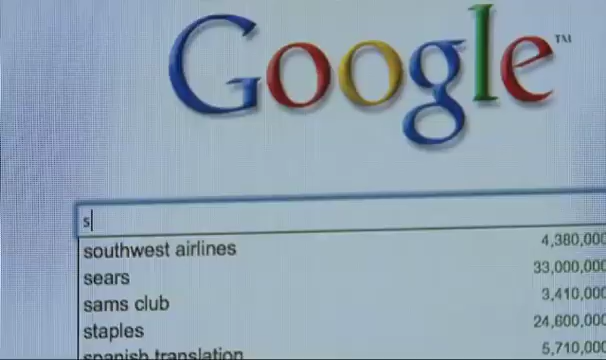 Google™
s
southwest airlines 4,380,000
sears 33,000,000
sams club 3,410,000
staples 24,600,000
spanish translation 5,710,000